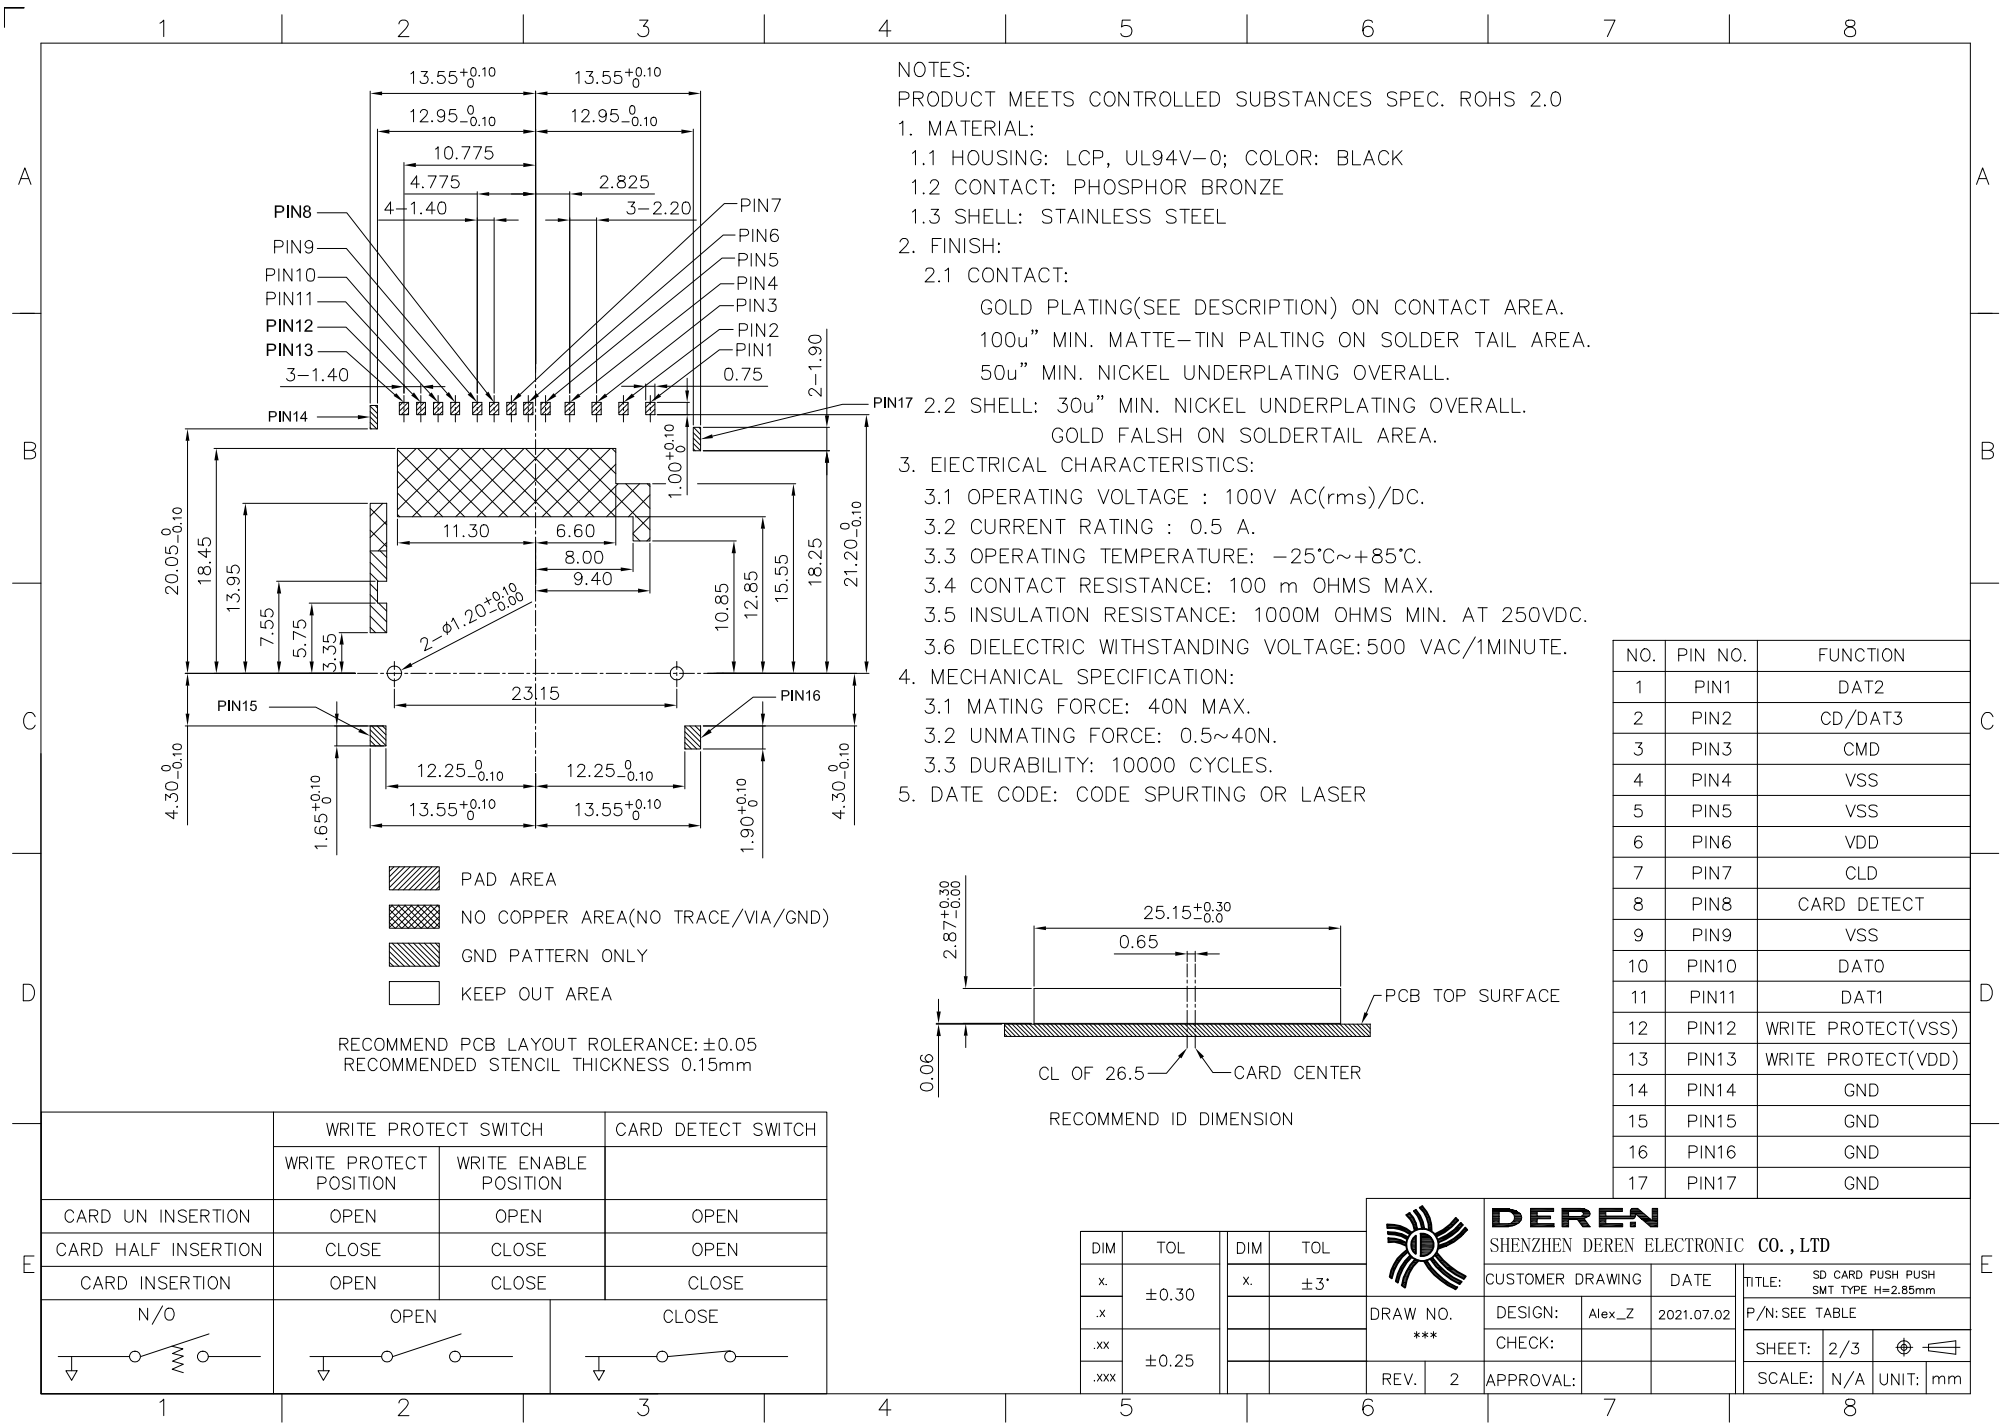 1 2 3 4 5 6 7 8
A A
B B
C C
D D
E E
13.55+0.10 0 13.55+0.10 0
12.95 0 -0.10 12.95 0 -0.10
10.775
4.775 2.825
4-1.40 3-2.20
PIN8
PIN9
PIN10
PIN11
PIN12
PIN13
3-1.40
PIN14
PIN7
PIN6
PIN5
PIN4
PIN3
PIN2
PIN1
0.75
2-1.90
PIN17
1.00+0.10 0
20.05 0 -0.10
18.45
13.95
7.55
5.75
3.35
11.30 6.60
8.00
9.40
10.85
12.85
15.55
18.25
21.20 0 -0.10
2-ø1.20+0.10 -0.00
23.15
PIN15
PIN16
4.30 0 -0.10
1.65+0.10 0
12.25 0 -0.10 12.25 0 -0.10
13.55+0.10 0 13.55+0.10 0
1.90+0.10 0
4.30 0 -0.10
PAD AREA
NO COPPER AREA(NO TRACE/VIA/GND)
GND PATTERN ONLY
KEEP OUT AREA
RECOMMEND PCB LAYOUT ROLERANCE:±0.05
RECOMMENDED STENCIL THICKNESS 0.15mm
NOTES:
PRODUCT MEETS CONTROLLED SUBSTANCES SPEC. ROHS 2.0
1. MATERIAL:
1.1 HOUSING: LCP, UL94V-0; COLOR: BLACK
1.2 CONTACT: PHOSPHOR BRONZE
1.3 SHELL: STAINLESS STEEL
2. FINISH:
2.1 CONTACT:
GOLD PLATING(SEE DESCRIPTION) ON CONTACT AREA.
100u" MIN. MATTE-TIN PALTING ON SOLDER TAIL AREA.
50u" MIN. NICKEL UNDERPLATING OVERALL.
2.2 SHELL: 30u" MIN. NICKEL UNDERPLATING OVERALL.
GOLD FALSH ON SOLDERTAIL AREA.
3. EIECTRICAL CHARACTERISTICS:
3.1 OPERATING VOLTAGE : 100V AC(rms)/DC.
3.2 CURRENT RATING : 0.5 A.
3.3 OPERATING TEMPERATURE: -25°C~+85°C.
3.4 CONTACT RESISTANCE: 100 m OHMS MAX.
3.5 INSULATION RESISTANCE: 1000M OHMS MIN. AT 250VDC.
3.6 DIELECTRIC WITHSTANDING VOLTAGE:500 VAC/1MINUTE.
4. MECHANICAL SPECIFICATION:
3.1 MATING FORCE: 40N MAX.
3.2 UNMATING FORCE: 0.5~40N.
3.3 DURABILITY: 10000 CYCLES.
5. DATE CODE: CODE SPURTING OR LASER
2.87+0.30 -0.00
25.15+0.30 -0.0
0.65
PCB TOP SURFACE
0.06
CL OF 26.5 CARD CENTER
RECOMMEND ID DIMENSION
NO. PIN NO. FUNCTION
1 PIN1 DAT2
2 PIN2 CD/DAT3
3 PIN3 CMD
4 PIN4 VSS
5 PIN5 VSS
6 PIN6 VDD
7 PIN7 CLD
8 PIN8 CARD DETECT
9 PIN9 VSS
10 PIN10 DAT0
11 PIN11 DAT1
12 PIN12 WRITE PROTECT(VSS)
13 PIN13 WRITE PROTECT(VDD)
14 PIN14 GND
15 PIN15 GND
16 PIN16 GND
17 PIN17 GND
WRITE PROTECT SWITCH CARD DETECT SWITCH
WRITE PROTECT POSITION WRITE ENABLE POSITION
CARD UN INSERTION OPEN OPEN OPEN
CARD HALF INSERTION CLOSE CLOSE OPEN
CARD INSERTION OPEN CLOSE CLOSE
N/O OPEN CLOSE
DIM TOL DIM TOL
X. ±0.30 X. ±3°
.X
.XX ±0.25
.XXX
DEREN
SHENZHEN DEREN ELECTRONIC CO.,LTD
CUSTOMER DRAWING DATE TITLE: SD CARD PUSH PUSH
SMT TYPE H=2.85mm
DRAW NO. DESIGN: Alex_Z 2021.07.02 P/N:SEE TABLE
*** CHECK: SHEET: 2/3
REV. 2 APPROVAL: SCALE: N/A UNIT: mm
1 2 3 4 5 6 7 8